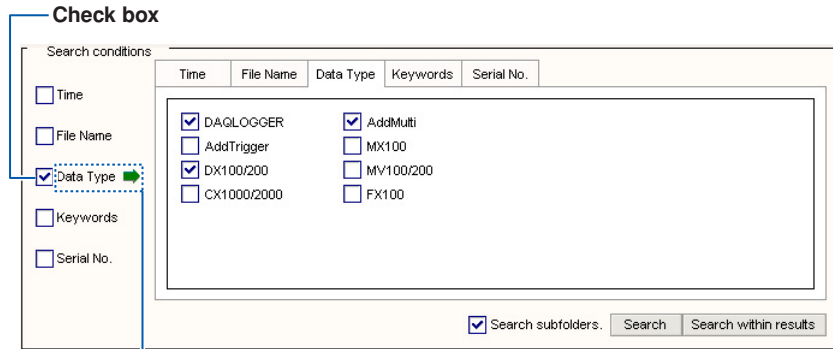 Check box
Search conditions
Time File Name Data Type Keywords Serial No.
Time
File Name
Data Type
Keywords
Serial No.
DAQLOGGER AddMulti
AddTrigger MX100
DX100/200 MV100/200
CX1000/2000 FX100
Search subfolders. Search Search within results